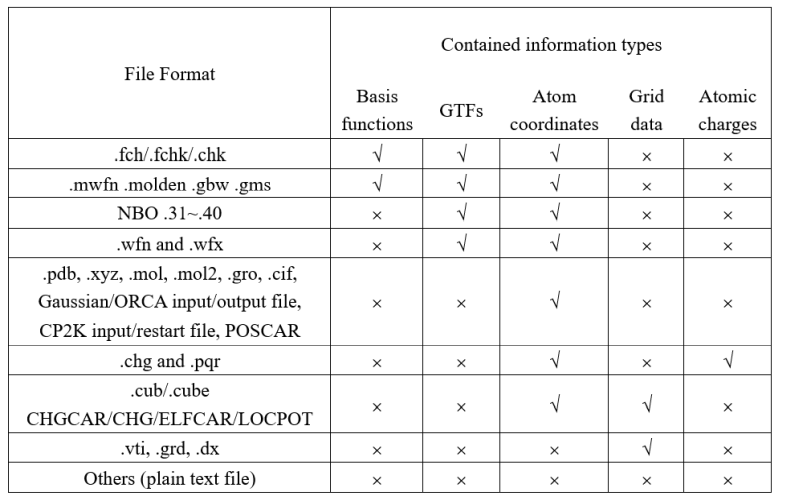 File Format
Contained information types
Basis functions
GTFs
Atom coordinates
Grid data
Atomic charges
.fch/.fchk/.chk √ √ √ × ×
.mwfn .molden .gbw .gms √ √ √ × ×
NBO .31~.40 × √ √ × ×
.wfn and .wfx × √ √ × ×
.pdb, .xyz, .mol, .mol2, .gro, .cif,
Gaussian/ORCA input/output file,
CP2K input/restart file, POSCAR
× × √ × ×
.chg and .pqr × × √ × √
.cub/.cube
CHGCAR/CHG/ELFCAR/LOCPOT
× × √ √ ×
.vti, .grd, .dx × × × √ ×
Others (plain text file) × × × × ×